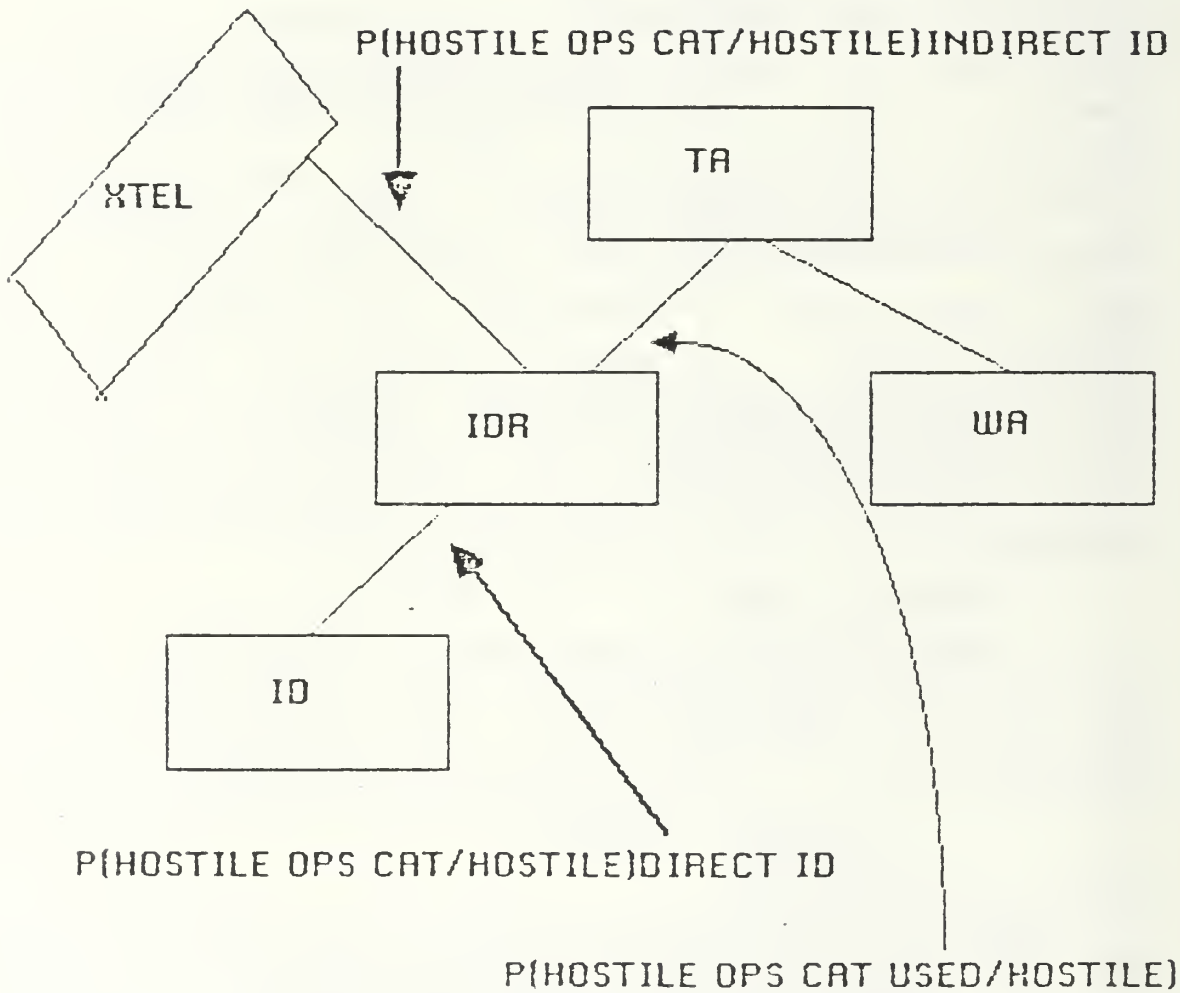 P(HOSTILE OPS CAT/HOSTILE)INDIRECT ID
TA
XTEL
IDR
WA
ID
P(HOSTILE OPS CAT/HOSTILE)DIRECT ID
P(HOSTILE OPS CAT USED/HOSTILE)